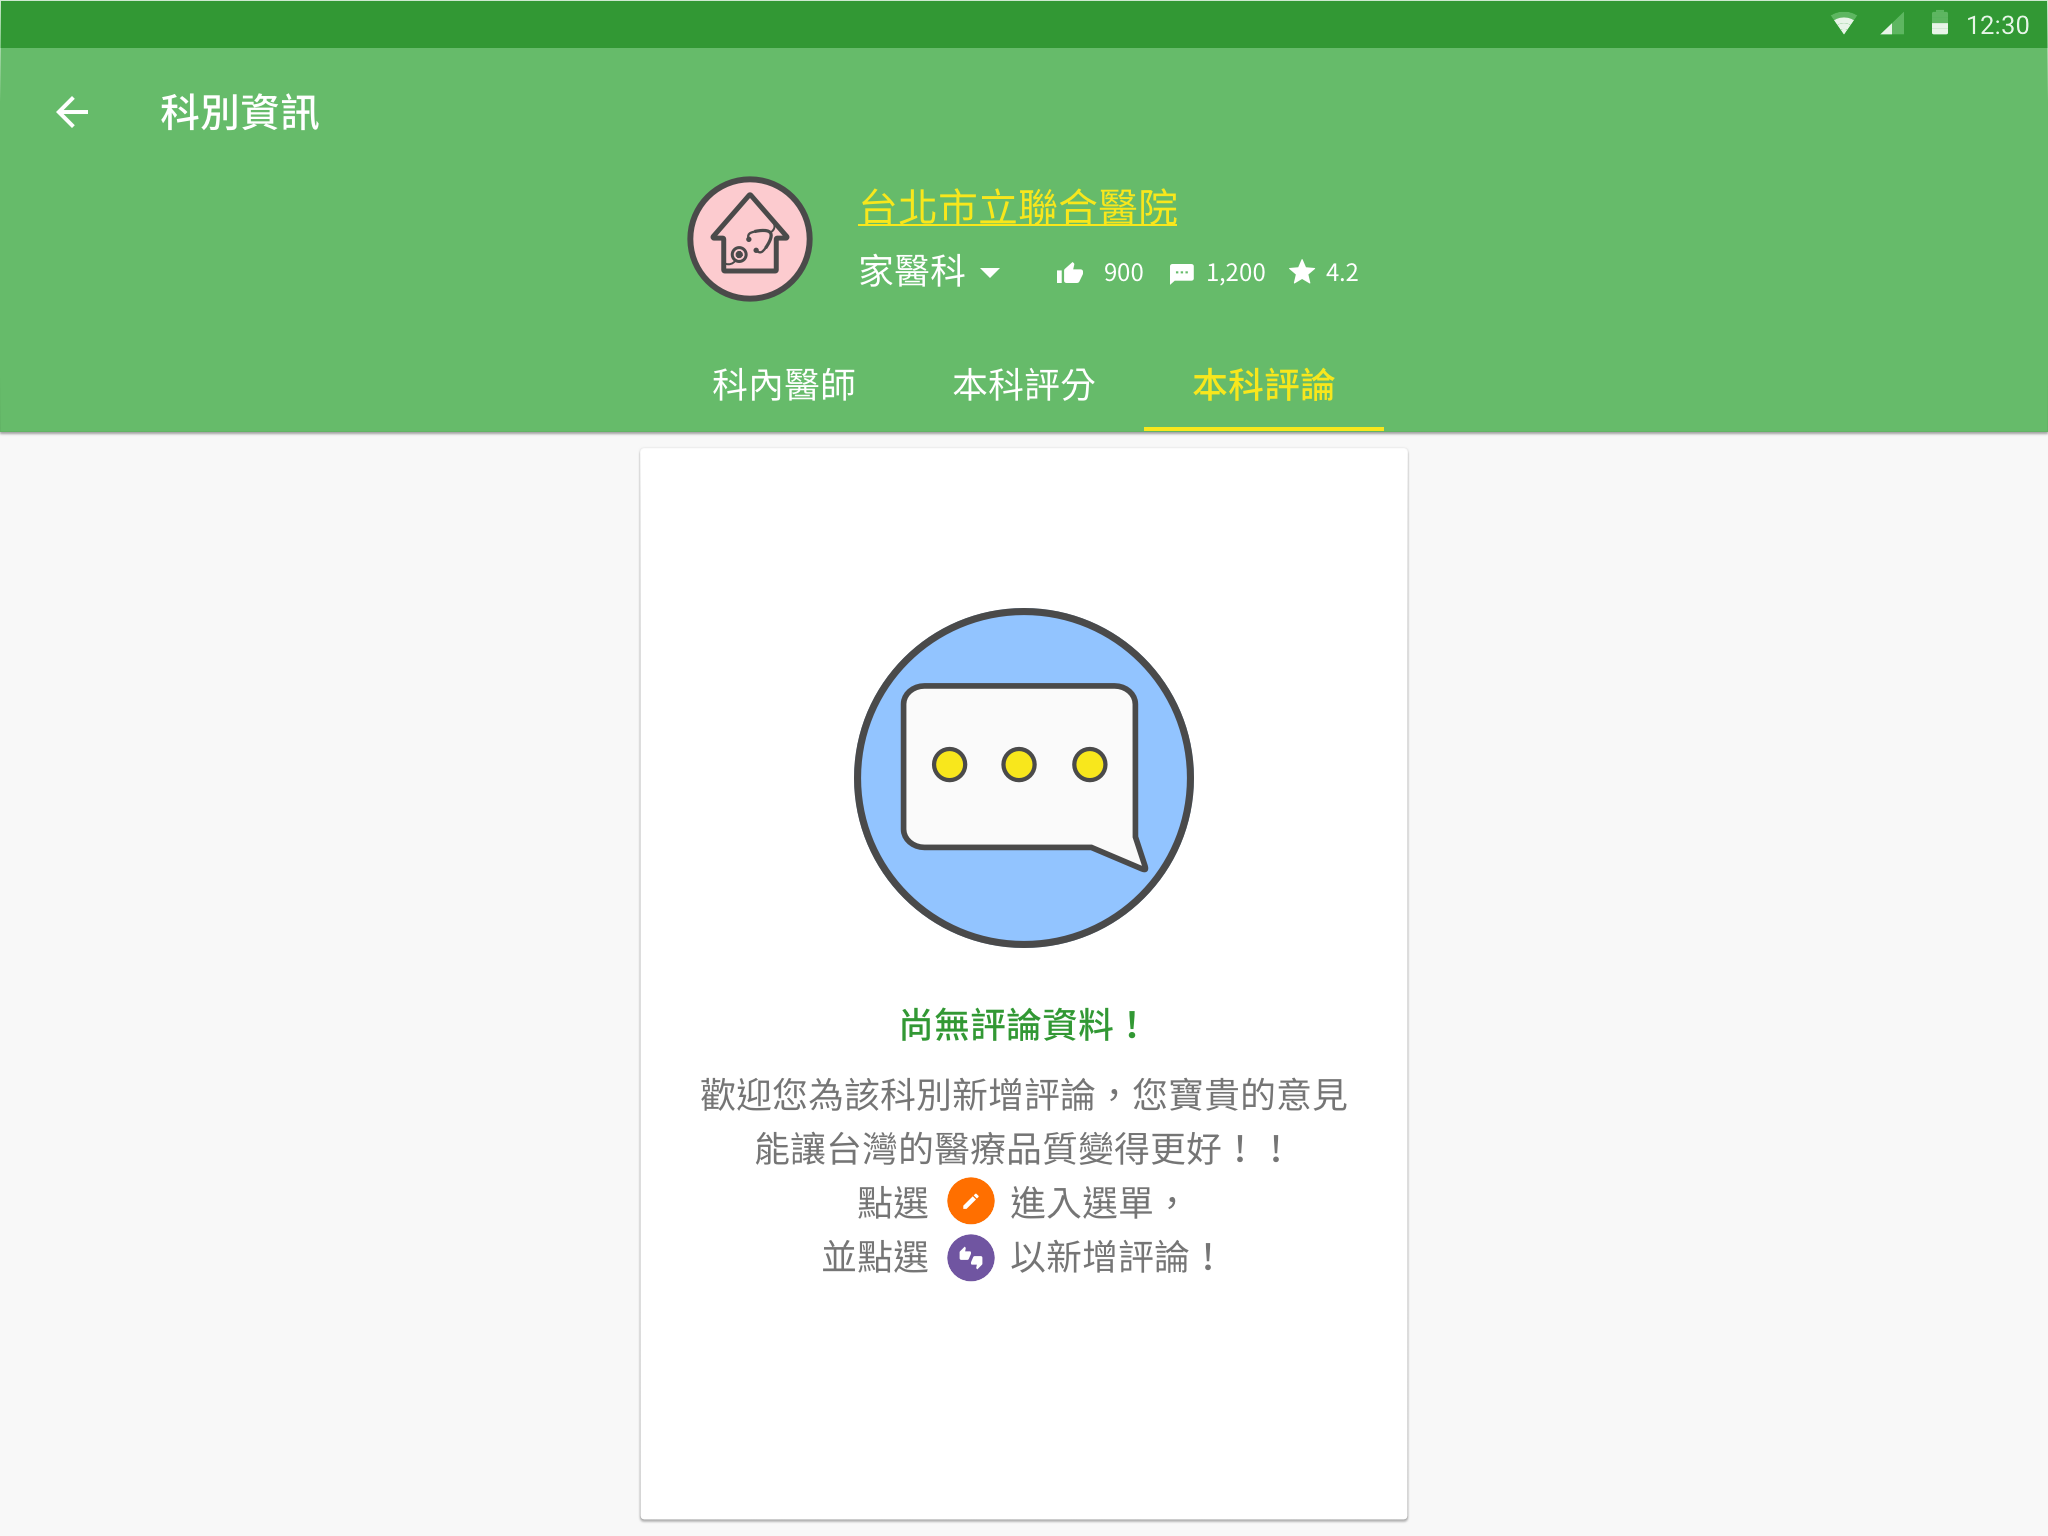 12:30
科別資訊
台北市立聯合醫院
家醫科 900 1,200 4.2
科內醫師 本科評分 本科評論
尚無評論資料！
歡迎您為該科別新增評論，您寶貴的意見
能讓台灣的醫療品質變得更好！！
點選 進入選單，
並點選 以新增評論！